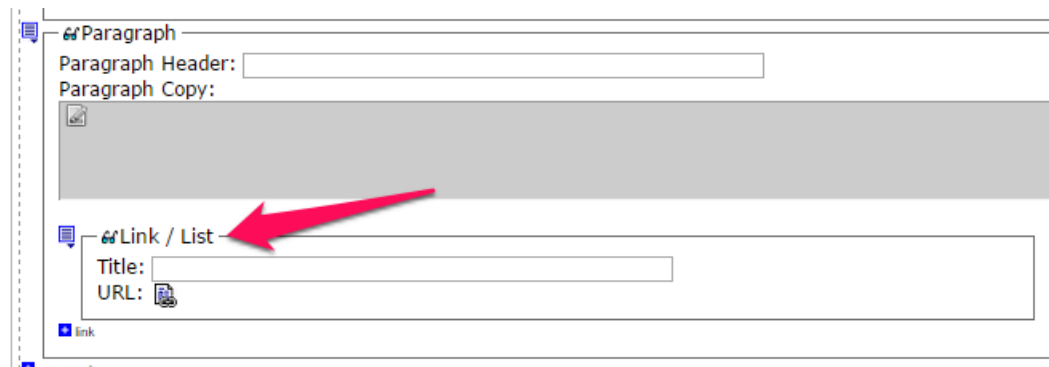 Paragraph
Paragraph Header:
Paragraph Copy:
Link / List
Title:
URL:
link